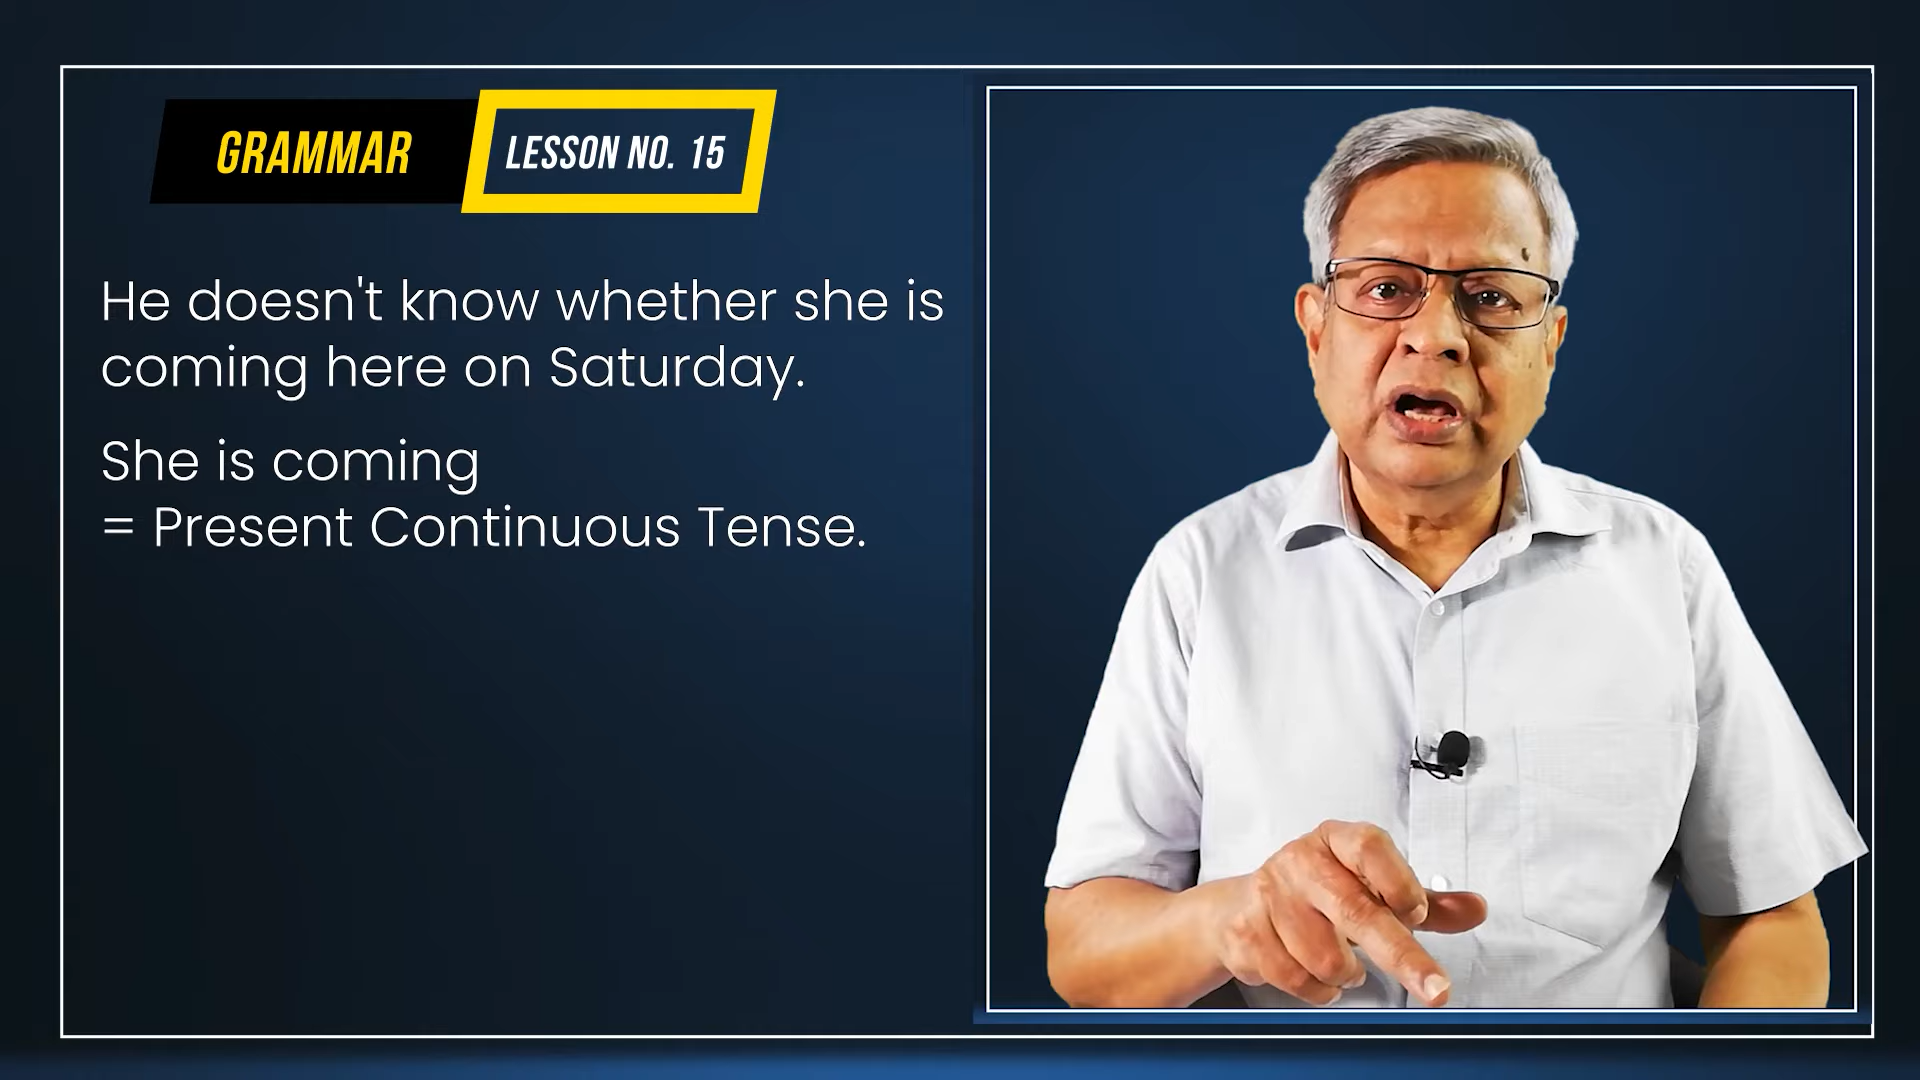 GRAMMAR
LESSON NO. 15
He doesn't know whether she is
coming here on Saturday.
She is coming
= Present Continuous Tense.